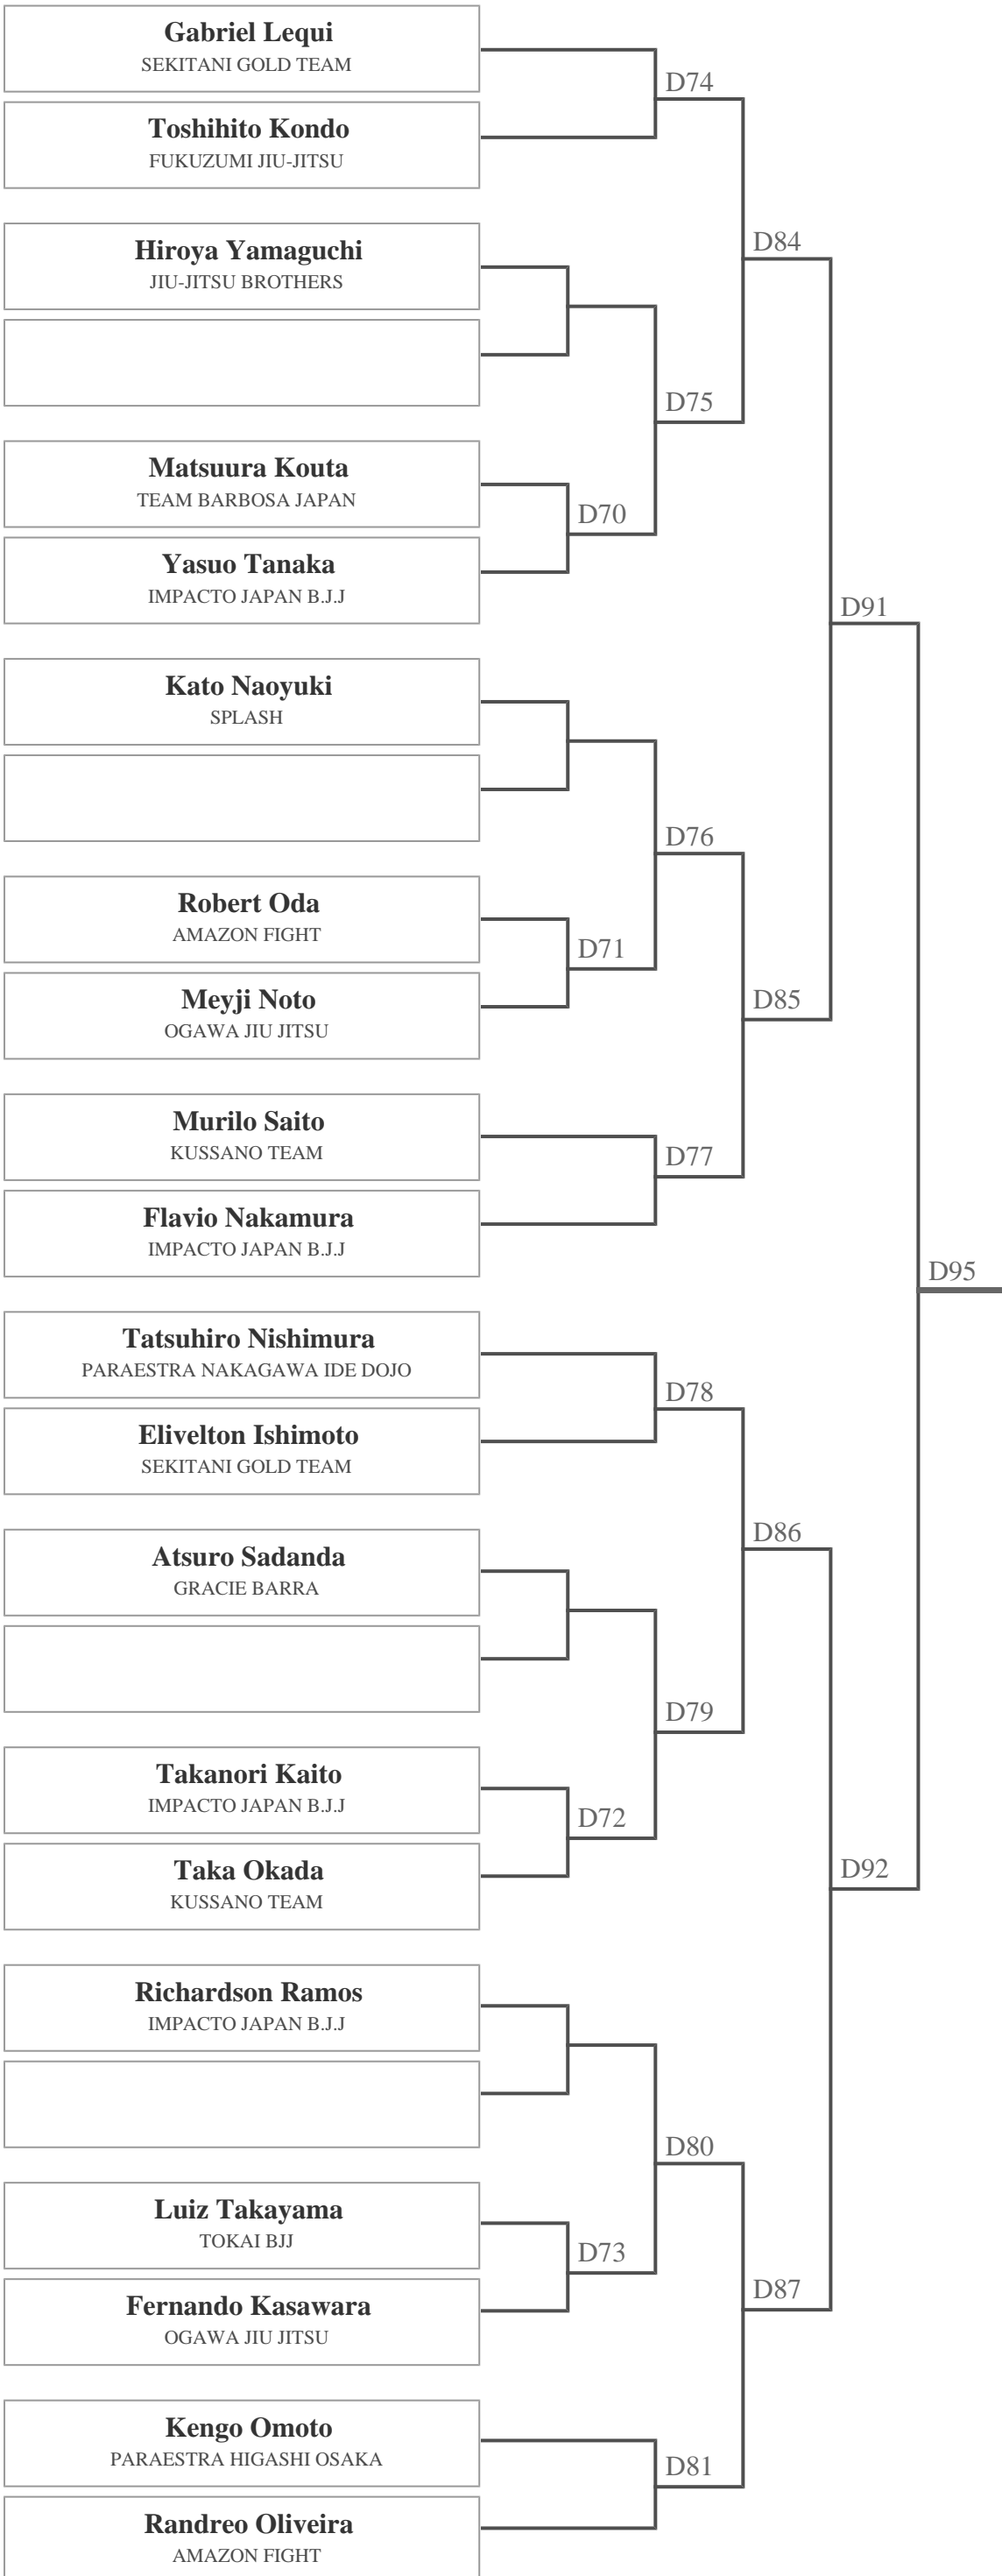 Gabriel Lequi
SEKITANI GOLD TEAM
D74
Toshihito Kondo
FUKUZUMI JIU-JITSU
Hiroya Yamaguchi
JIU-JITSU BROTHERS
D84
D75
Matsuura Kouta
TEAM BARBOSA JAPAN
D70
Yasuo Tanaka
IMPACTO JAPAN B.J.J
D91
Kato Naoyuki
SPLASH
D76
Robert Oda
AMAZON FIGHT
D71
Meyji Noto
OGAWA JIU JITSU
D85
Murilo Saito
KUSSANO TEAM
D77
Flavio Nakamura
IMPACTO JAPAN B.J.J
D95
Tatsuhiro Nishimura
PARAESTRA NAKAGAWA IDE DOJO
D78
Elivelton Ishimoto
SEKITANI GOLD TEAM
D86
Atsuro Sadanda
GRACIE BARRA
D79
Takanori Kaito
IMPACTO JAPAN B.J.J
D72
Taka Okada
KUSSANO TEAM
D92
Richardson Ramos
IMPACTO JAPAN B.J.J
D80
Luiz Takayama
TOKAI BJJ
D73
Fernando Kasawara
OGAWA JIU JITSU
D87
Kengo Omoto
PARAESTRA HIGASHI OSAKA
D81
Randreo Oliveira
AMAZON FIGHT